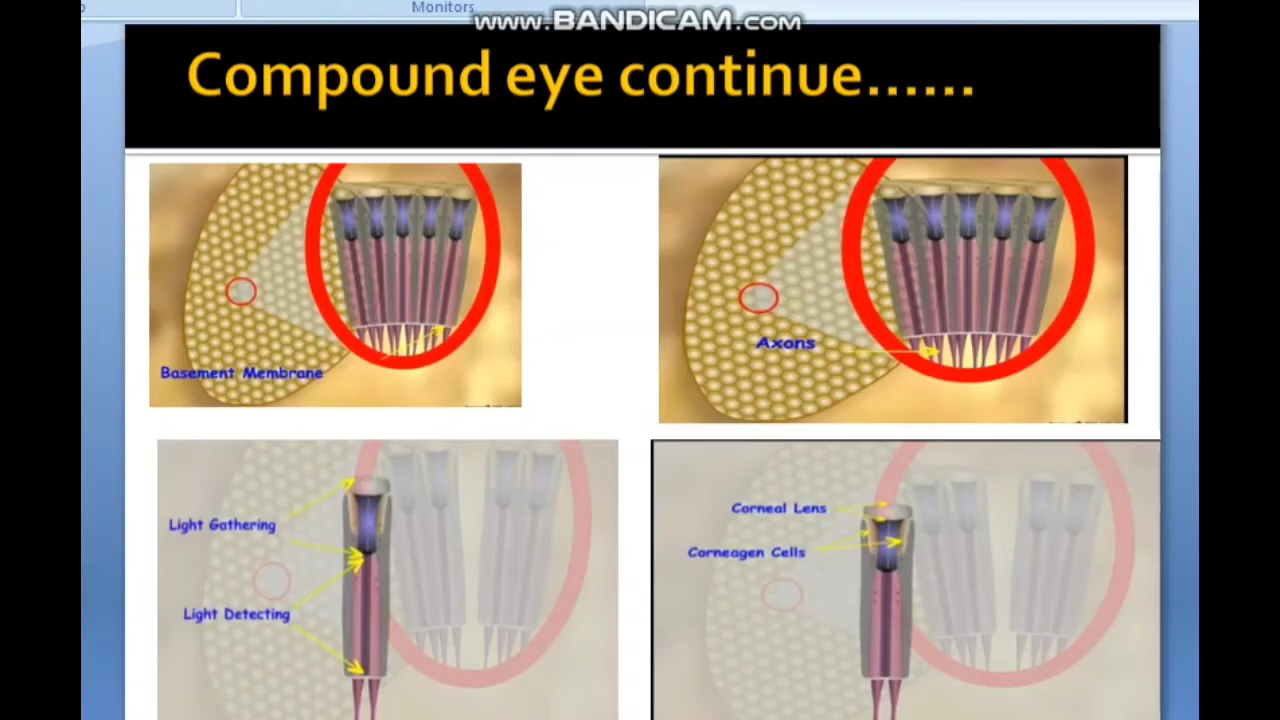 Monitors
www.BANDICAM.com
Compound eye continue......
Basement Membrane
Axons
Light Gathering
Light Detecting
Corneal Lens
Corneagen Cells